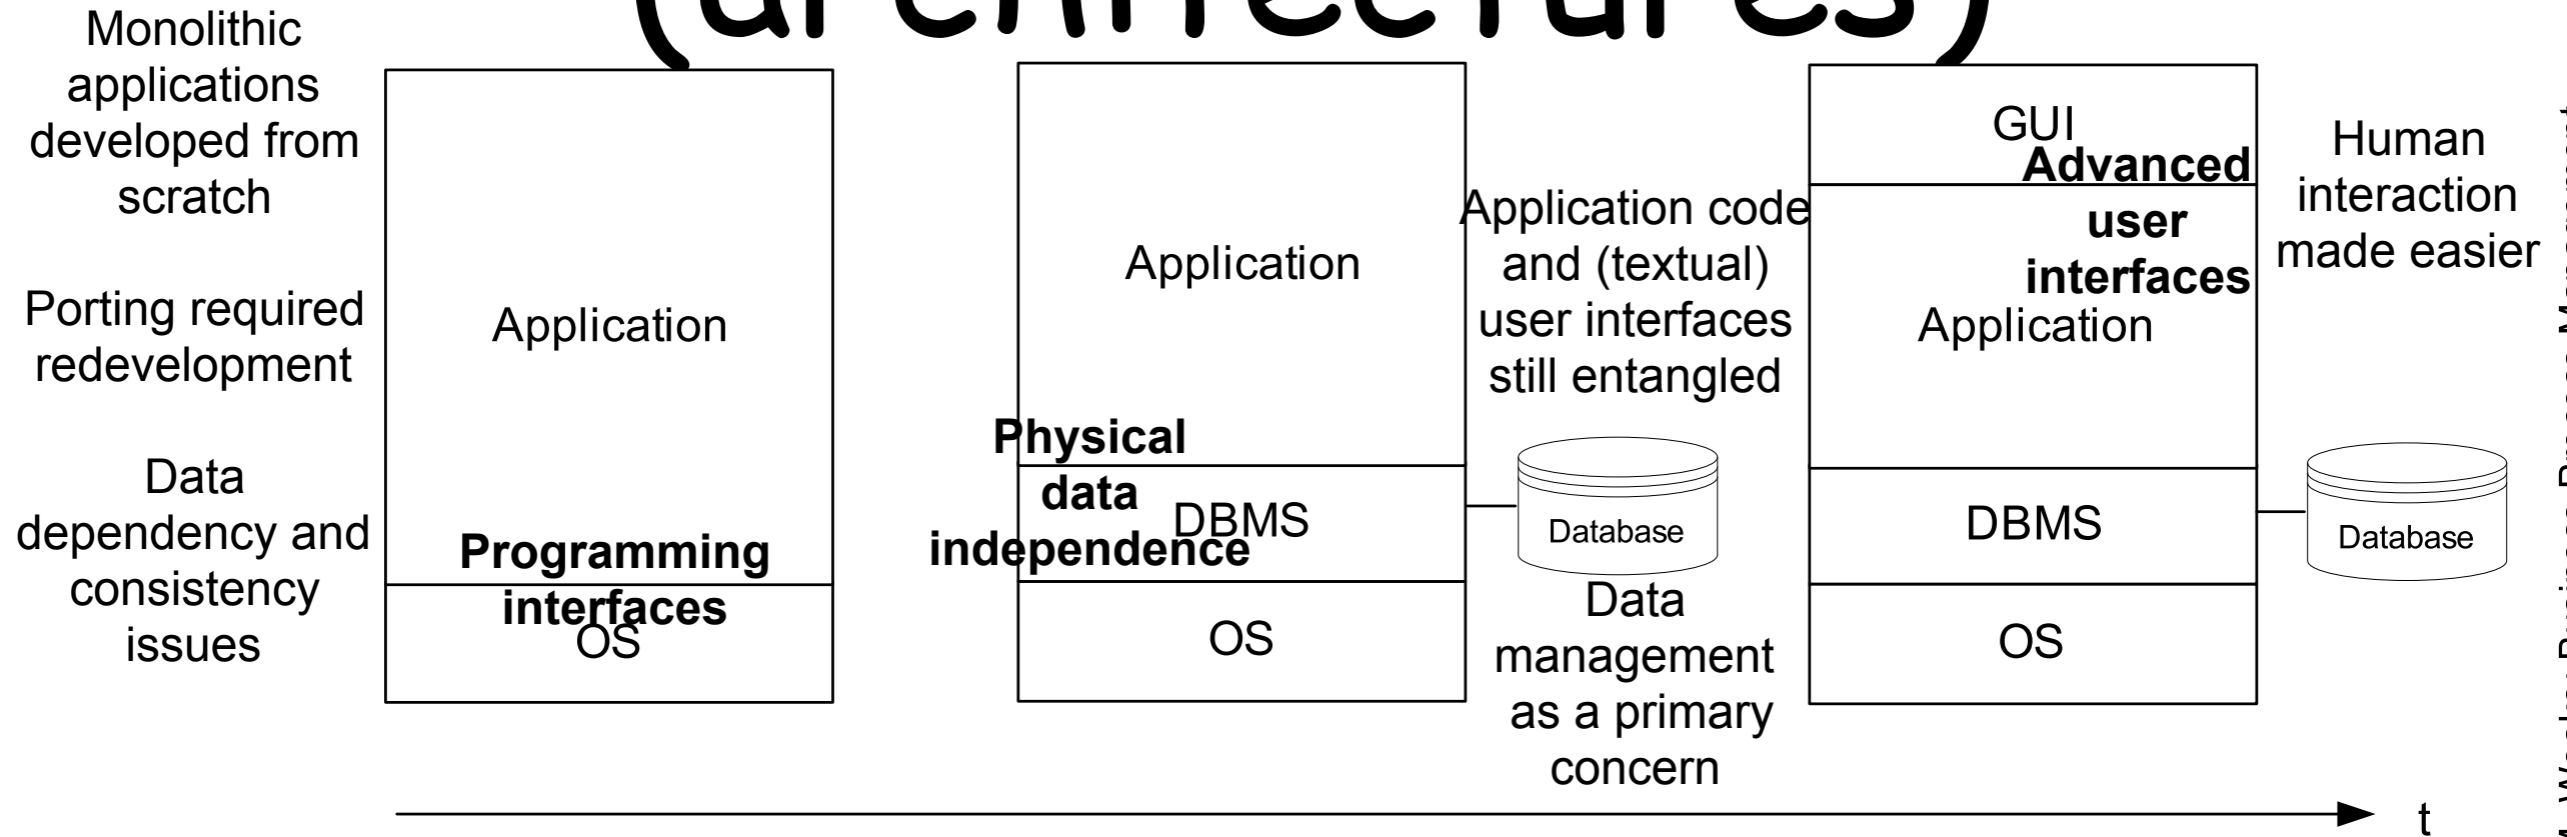 (architectures)
Monolithic
applications
developed from
scratch
Porting required
redevelopment
Data
dependency and
consistency
issues
Application
Programming
interfaces
OS
Application
Physical
data
independence
DBMS
OS
Application code
and (textual)
user interfaces
still entangled
Database
Data
management
as a primary
concern
GUI
Advanced
user
interfaces
Application
DBMS
OS
Human
interaction
made easier
Database
t